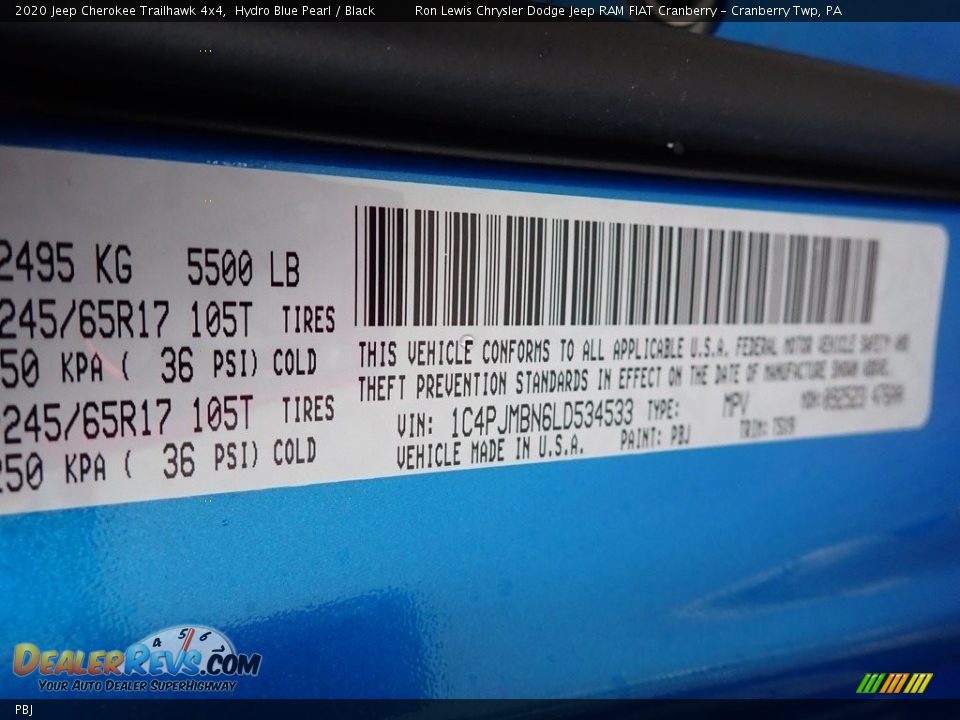 2020 Jeep Cherokee Trailhawk 4x4, Hydro Blue Pearl / Black Ron Lewis Chrysler Dodge Jeep RAM FIAT Cranberry - Cranberry Twp, PA
2495 KG 5500 LB
245/65R17 105T TIRES
50 KPA ( 36 PSI) COLD
245/65R17 105T TIRES
250 KPA ( 36 PSI) COLD
THIS VEHICLE CONFORMS TO ALL APPLICABLE U.S.A. FEDERAL MOTOR VEHICLE SAFETY AND
THEFT PREVENTION STANDARDS IN EFFECT ON THE DATE OF MANUFACTURE SHOWN ABOVE.
VIN: 1C4PJMBN6LD534533 TYPE: MPV
VEHICLE MADE IN U.S.A. PAINT: PBJ TRIM:
4 5 6
DealerRevs.com
Your Auto Dealer SuperHighway
PBJ